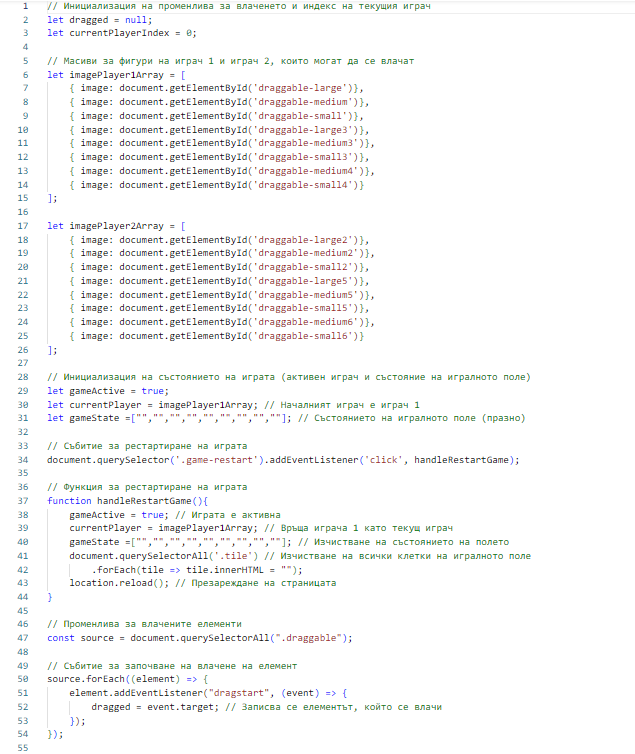 1 // Инициализация на променлива за влаченето и индекс на текущия играч
2 let dragged = null;
3 let currentPlayerIndex = 0;
4
5 // Масиви за фигури на играч 1 и играч 2, които могат да се влачат
6 let imagePlayer1Array = [
7 { image: document.getElementById('draggable-large')},
8 { image: document.getElementById('draggable-medium')},
9 { image: document.getElementById('draggable-small')},
10 { image: document.getElementById('draggable-large3')},
11 { image: document.getElementById('draggable-medium3')},
12 { image: document.getElementById('draggable-small3')},
13 { image: document.getElementById('draggable-medium4')},
14 { image: document.getElementById('draggable-small4')}
15 ];
16
17 let imagePlayer2Array = [
18 { image: document.getElementById('draggable-large2')},
19 { image: document.getElementById('draggable-medium2')},
20 { image: document.getElementById('draggable-small2')},
21 { image: document.getElementById('draggable-large5')},
22 { image: document.getElementById('draggable-medium5')},
23 { image: document.getElementById('draggable-small5')},
24 { image: document.getElementById('draggable-medium6')},
25 { image: document.getElementById('draggable-small6')}
26 ];
27
28 // Инициализация на състоянието на играта (активен играч и състояние на игралното поле)
29 let gameActive = true;
30 let currentPlayer = imagePlayer1Array; // Началният играч е играч 1
31 let gameState =["","","","","","","","",""]; // Състоянието на игралното поле (празно)
32
33 // Събитие за рестартиране на играта
34 document.querySelector('.game-restart').addEventListener('click', handleRestartGame);
35
36 // Функция за рестартиране на играта
37 function handleRestartGame(){
38 gameActive = true; // Играта е активна
39 currentPlayer = imagePlayer1Array; // Връща играча 1 като текущ играч
40 gameState =["","","","","","","","",""]; // Изчистване на състоянието на полето
41 document.querySelectorAll('.tile') // Изчистване на всички клетки на игралното поле
42 .forEach(tile => tile.innerHTML = "");
43 location.reload(); // Презареждане на страницата
44 }
45
46 // Променлива за влачените елементи
47 const source = document.querySelectorAll(".draggable");
48
49 // Събитие за започване на влачене на елемент
50 source.forEach((element) => {
51 element.addEventListener("dragstart", (event) => {
52 dragged = event.target; // Записва се елементът, който се влачи
53 });
54 });
55